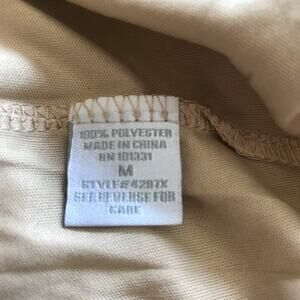 100% POLYESTER
MADE IN CHINA
RN 101331
M
STYLE#4297X
SEE REVERSE FOR
CARE